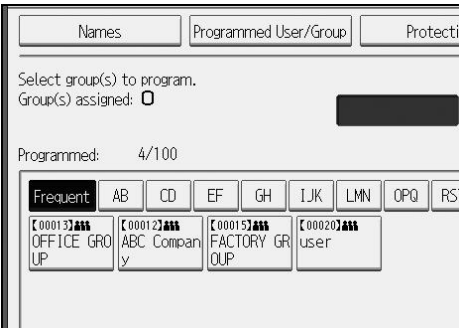 Names Programmed User/Group Protecti
Select group(s) to program.
Group(s) assigned: 0
Programmed: 4/100
Frequent AB CD EF GH IJK LMN OPQ RS
【00013】 【00012】 【00015】 【00020】
OFFICE GRO ABC Compan FACTORY GR user
UP y OUP